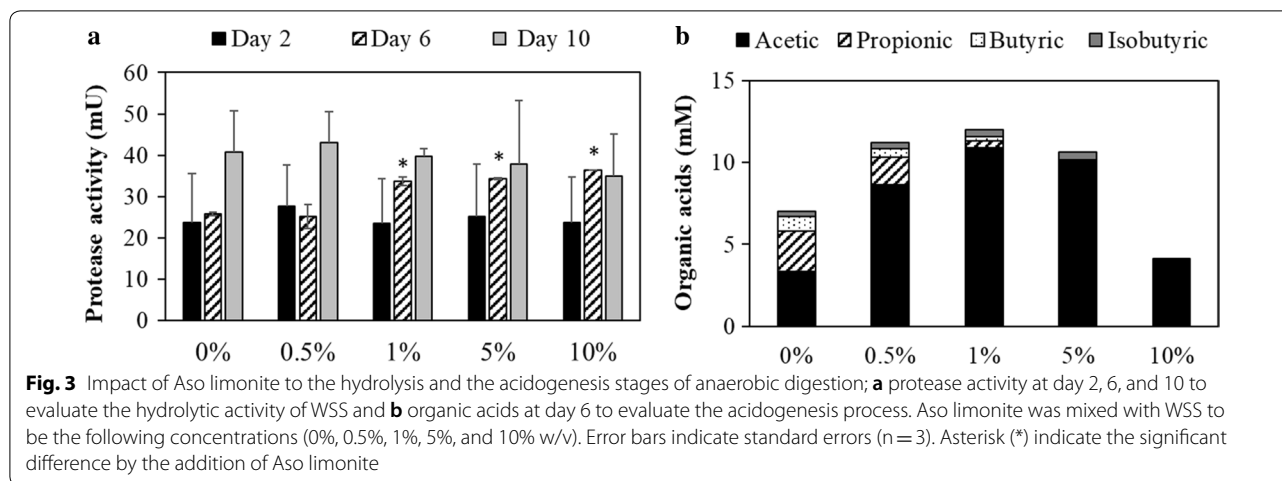 a
Day 2 Day 6 Day 10
Protease activity (mU)
60
50
40
30
20
10
0
* * *
0% 0.5% 1% 5% 10%
b
Acetic Propionic Butyric Isobutyric
Organic acids (mM)
15
10
5
0
0% 0.5% 1% 5% 10%
Fig. 3 Impact of Aso limonite to the hydrolysis and the acidogenesis stages of anaerobic digestion; a protease activity at day 2, 6, and 10 to
evaluate the hydrolytic activity of WSS and b organic acids at day 6 to evaluate the acidogenesis process. Aso limonite was mixed with WSS to
be the following concentrations (0%, 0.5%, 1%, 5%, and 10% w/v). Error bars indicate standard errors (n = 3). Asterisk (*) indicate the significant
difference by the addition of Aso limonite